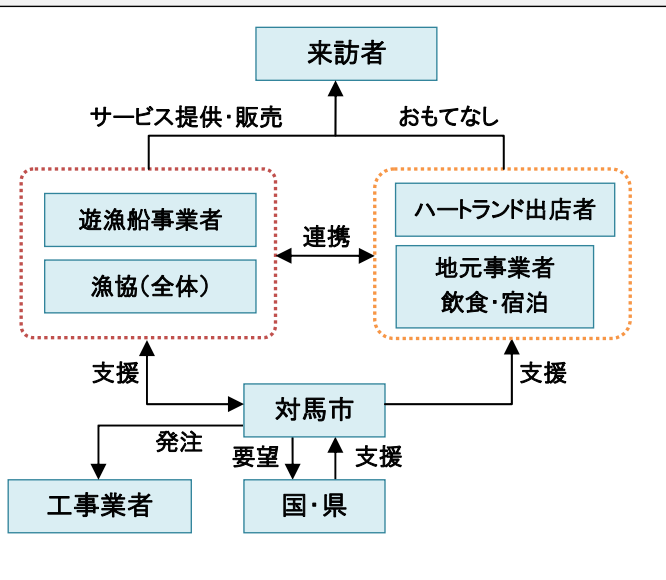 来訪者
サービス提供・販売
おもてなし
遊漁船事業者
漁協(全体)
連携
ハートランド出店者
地元事業者
飲食・宿泊
支援
対馬市
支援
発注
要望
支援
工事業者
国・県